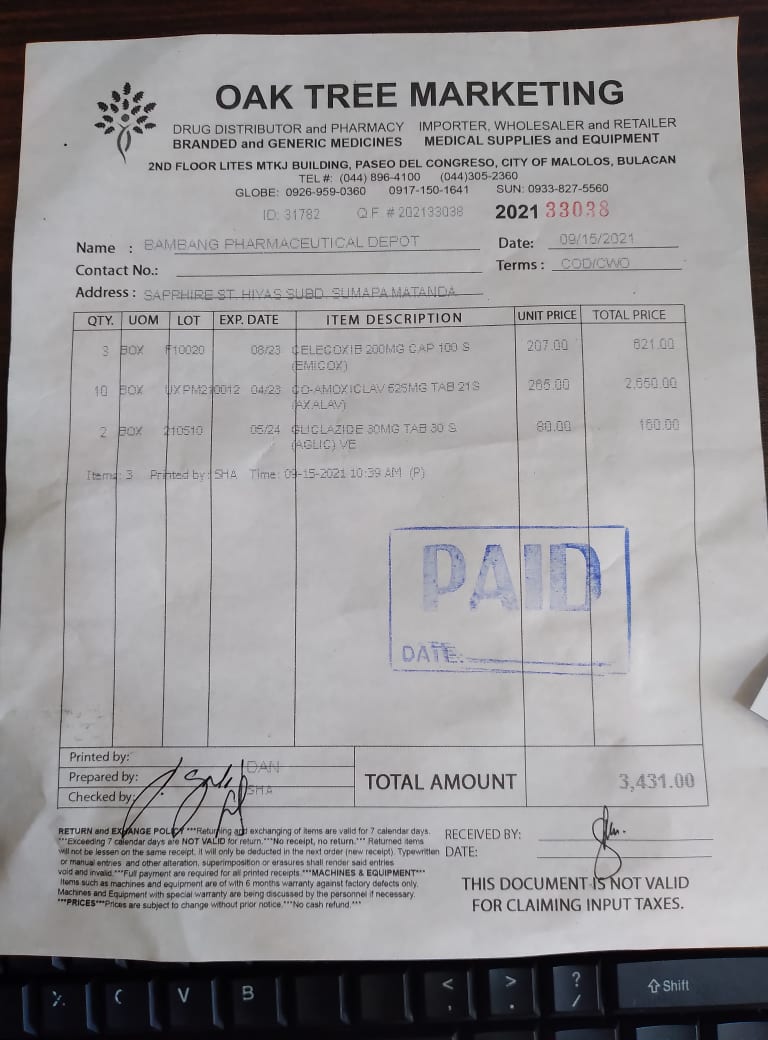 OAK TREE MARKETING
DRUG DISTRIBUTOR and PHARMACY IMPORTER, WHOLESALER and RETAILER
BRANDED and GENERIC MEDICINES MEDICAL SUPPLIES and EQUIPMENT
2ND FLOOR LITES MTKJ BUILDING, PASEO DEL CONGRESO, CITY OF MALOLOS, BULACAN
TEL #: (044) 896-4100 (044)305-2360
GLOBE: 0926-959-0360 0917-150-1641 SUN: 0933-827-5560
ID: 31782 Q.F. # 202133038 2021 33038
Name : BAMBANG PHARMACEUTICAL DEPOT Date: 09/15/2021
Contact No.: Terms : COD/CWO
Address : SAPPHIRE ST. HIYAS SUBD. SUMAPA MATANDA
QTY. UOM LOT EXP. DATE ITEM DESCRIPTION UNIT PRICE TOTAL PRICE
3 BOX F10020 08/23 CELECOXIB 200MG CAP 100 S 207.00 621.00
(EMICOX)
10 BOX UXPM210012 04/23 CO-AMOXICLAV 625MG TAB 21S 265.00 2,650.00
(AXALAV)
2 BOX 210510 05/24 GLICLAZIDE 30MG TAB 30 S 80.00 160.00
(AGLIC) VE
Items: 3 Printed by: SHA Time: 09-15-2021 10:39 AM (P)
PAID
DATE:
Printed by:
Prepared by: DAN
Checked by: SHA
TOTAL AMOUNT 3,431.00
RETURN and EXHANGE POLICY ***Returning and exchanging of items are valid for 7 calendar days.
***Exceeding 7 calendar days are NOT VALID for return.***No receipt, no return.*** Returned items
will not be lessen on the same receipt. It will only be deducted in the next order (new receipt). Typewritten
or manual entries and other alteration, superimposition or erasures shall render said entries
void and invalid.***Full payment are required for all printed receipts.***MACHINES & EQUIPMENT***
Items such as machines and equipment are of with 6 months warranty against factory defects only.
Machines and Equipment with special warranty are being discussed by the personnel if necessary.
***PRICES***Prices are subject to change without prior notice.***No cash refund.***
RECEIVED BY:
DATE:
THIS DOCUMENT IS NOT VALID
FOR CLAIMING INPUT TAXES.
C V B < , > . ? / Shift